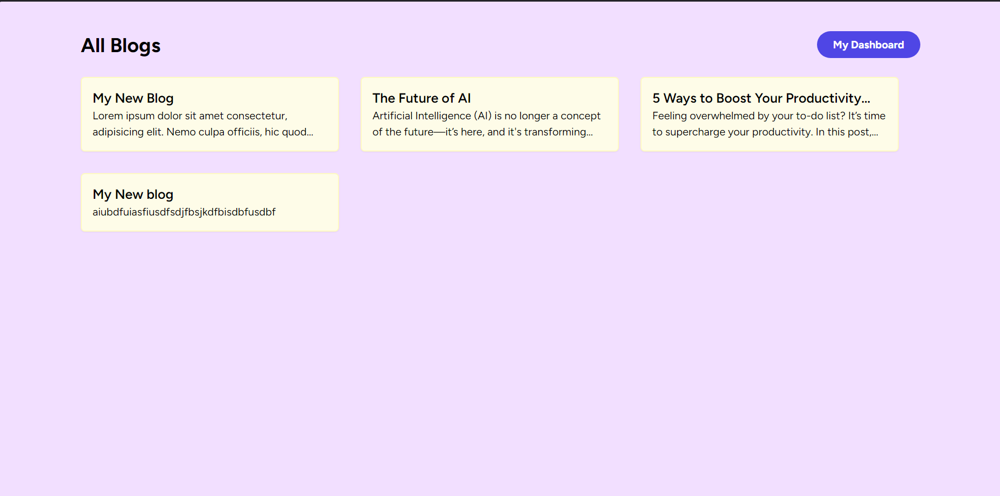 All Blogs
My Dashboard
My New Blog
Lorem ipsum dolor sit amet consectetur,
adipisicing elit. Nemo culpa officiis, hic quod...
The Future of AI
Artificial Intelligence (AI) is no longer a concept
of the future—it’s here, and it's transforming...
5 Ways to Boost Your Productivity...
Feeling overwhelmed by your to-do list? It’s time
to supercharge your productivity. In this post,...
My New blog
aiubdfuiasfiusdfsdjfbsjkdfbisdbfusdbf